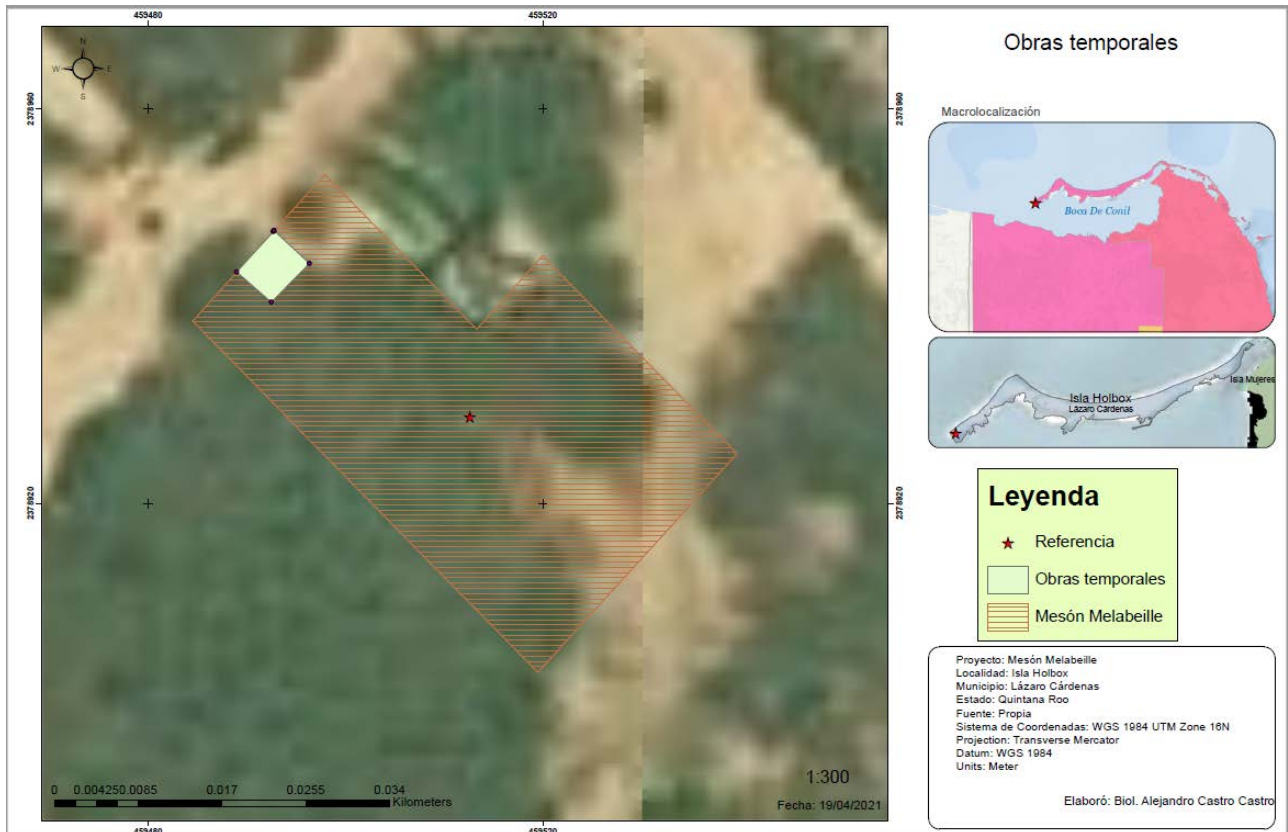 459480
459520
N
W
E
S
2378960
2378960
2378920
2378920
0 0.004250.0085 0.017 0.0255 0.034
Kilometers
1:300
Fecha: 19/04/2021
459480
459520
Obras temporales
Macrolocalización
Boca De Conil
Isla Holbox
Lázaro Cárdenas
Isla Mujeres
Leyenda
Referencia
Obras temporales
Mesón Melabeille
Proyecto: Mesón Melabeille
Localidad: Isla Holbox
Municipio: Lázaro Cárdenas
Estado: Quintana Roo
Fuente: Propia
Sistema de Coordenadas: WGS 1984 UTM Zone 16N
Projection: Transverse Mercator
Datum: WGS 1984
Units: Meter
Elaboró: Biol. Alejandro Castro Castro